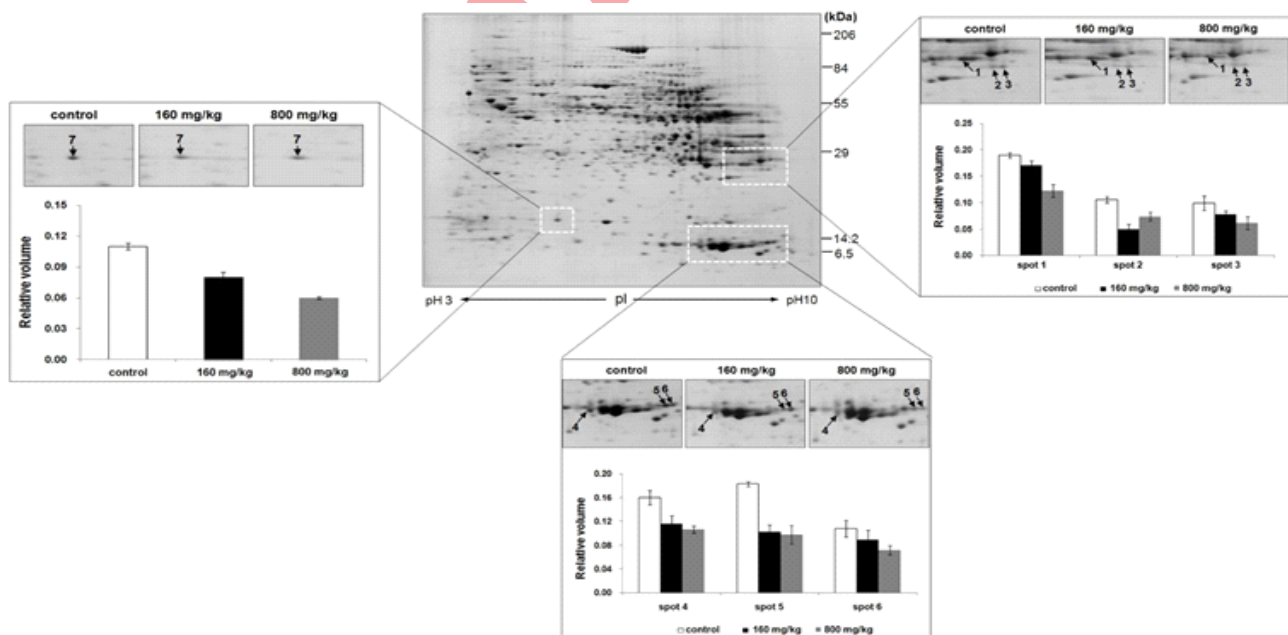 (kDa)
206
84
55
29
14.2
6.5
pH 3
pI
pH10
control 160 mg/kg 800 mg/kg
7 7 7
Relative volume
0.15
0.12
0.09
0.06
0.03
0.00
control 160 mg/kg 800 mg/kg
control 160 mg/kg 800 mg/kg
1 2 3 1 2 3 1 2 3
Relative volume
0.25
0.20
0.15
0.10
0.05
0.00
spot 1 spot 2 spot 3
control 160 mg/kg 800 mg/kg
control 160 mg/kg 800 mg/kg
4 5 6 4 5 6 4 5 6
Relative volume
0.20
0.16
0.12
0.08
0.04
0.00
spot 4 spot 5 spot 6
control 160 mg/kg 800 mg/kg